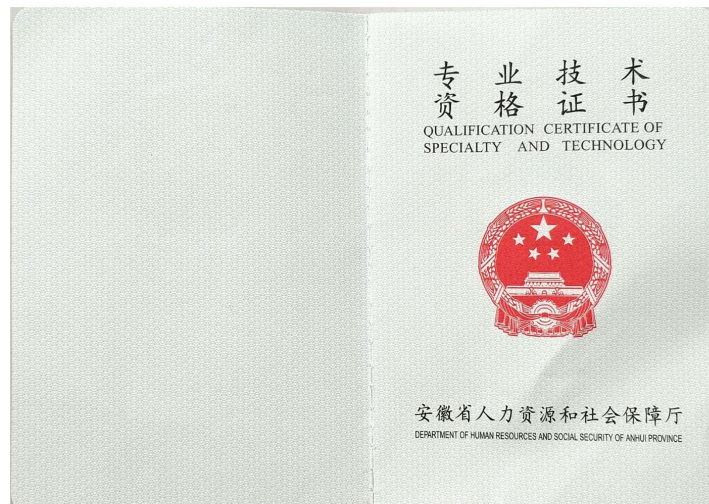 专业技术
资格证书
QUALIFICATION CERTIFICATE OF
SPECIALTY AND TECHNOLOGY
安徽省人力资源和社会保障厅
DEPARTMENT OF HUMAN RESOURCES AND SOCIAL SECURITY OF ANHUI PROVINCE